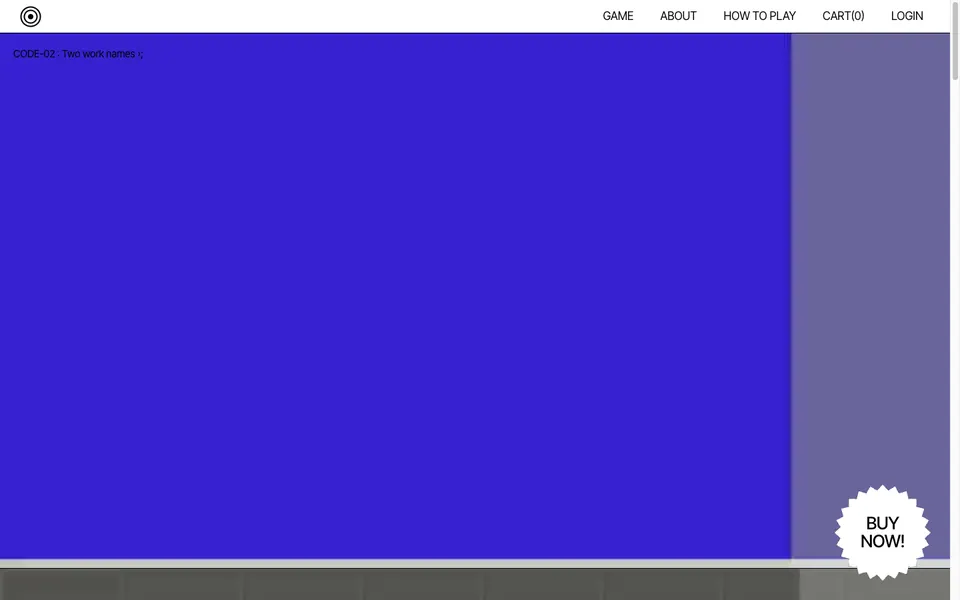 GAME ABOUT HOW TO PLAY CART(0) LOGIN
CODE-02 : Two work names :;
BUY
NOW!